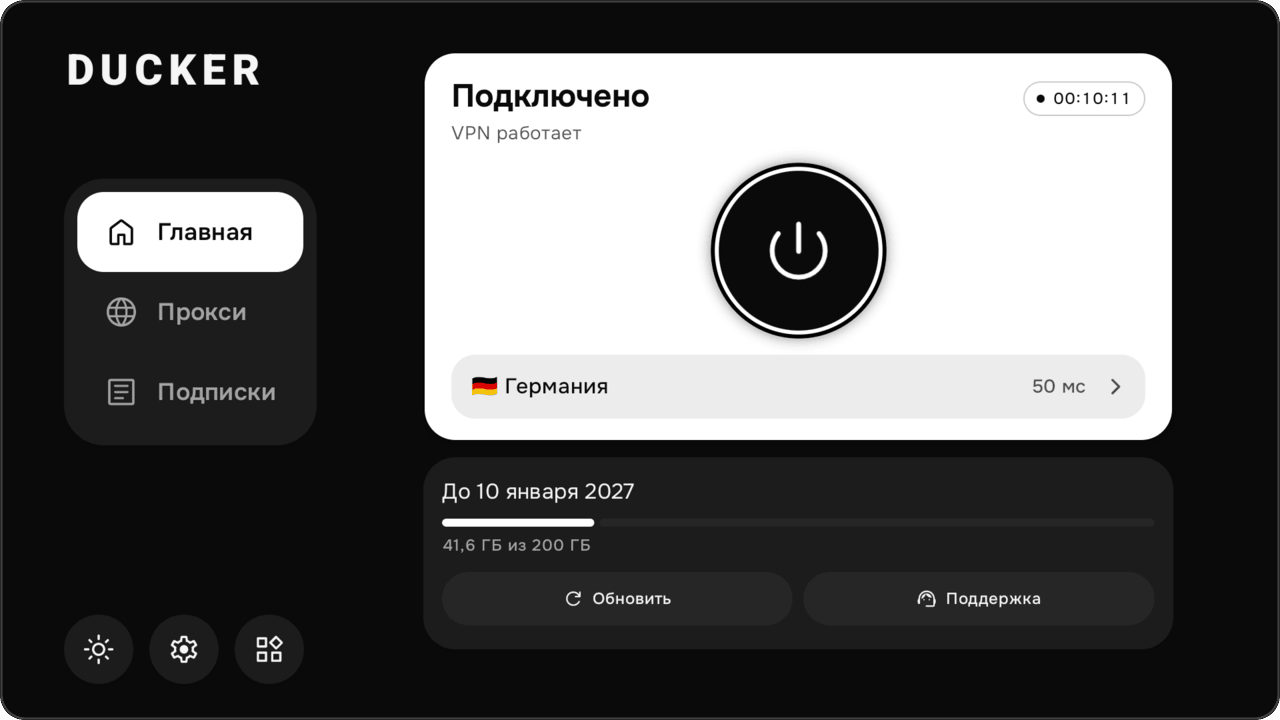 DUCKER
Главная
Прокси
Подписки
Подключено
VPN работает
00:10:11
Германия
50 мс
До 10 января 2027
41,6 ГБ из 200 ГБ
Обновить
Поддержка